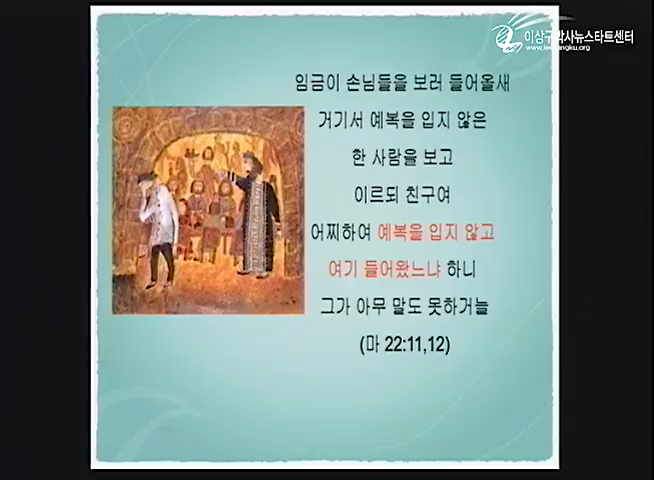 이상구박사뉴스타트센터
www.leesangku.org
임금이 손님들을 보러 들어올새
거기서 예복을 입지 않은
한 사람을 보고
이르되 친구여
어찌하여 예복을 입지 않고
여기 들어왔느냐 하니
그가 아무 말도 못하거늘
(마 22:11,12)